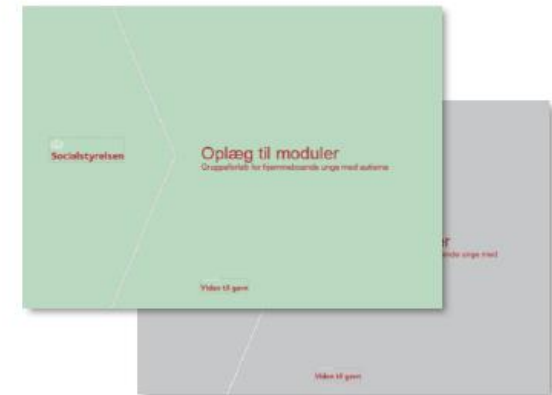 Socialstyrelsen
Oplæg til moduler
Gruppeforløb for hjemmeboende unge med autisme
Viden til gavn
er
ende unge med
Viden til gavn